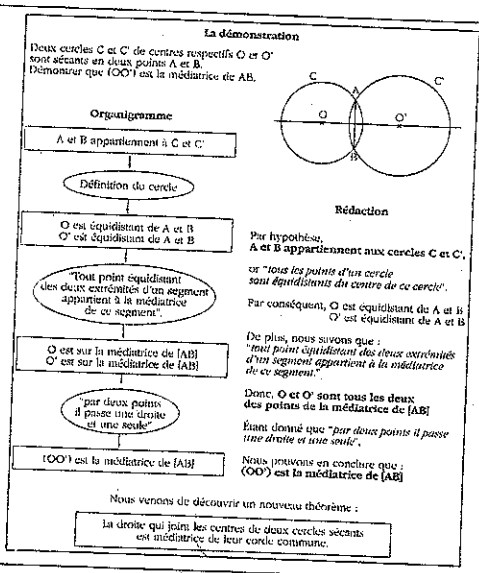 La démonstration
Deux cercles C et C' de centres respectifs O et O'
sont sécants en deux points A et B.
Démontrer que (OO') est la médiatrice de AB.
C
C'
A
O
O'
B
Organigramme
A et B appartiennent à C et C'
Définition du cercle
O est équidistant de A et B
O' est équidistant de A et B
"Tout point équidistant
des deux extrémités d'un segment
appartient à la médiatrice
de ce segment".
O est sur la médiatrice de [AB]
O' est sur la médiatrice de [AB]
"par deux points
il passe une droite
et une seule"
(OO') est la médiatrice de [AB]
Rédaction
Par hypothèse,
A et B appartiennent aux cercles C et C',
or "tous les points d'un cercle
sont équidistants du centre de ce cercle".
Par conséquent, O est équidistant de A et B
O' est équidistant de A et B
De plus, nous savons que :
"tout point équidistant des deux extrémités
d'un segment appartient à la médiatrice
de ce segment."
Donc, O et O' sont tous les deux
des points de la médiatrice de [AB]
Étant donné que "par deux points il passe
une droite et une seule",
Nous pouvons en conclure que :
(OO') est la médiatrice de [AB]
Nous venons de découvrir un nouveau théorème :
La droite qui joint les centres de deux cercles sécants
est médiatrice de leur corde commune.